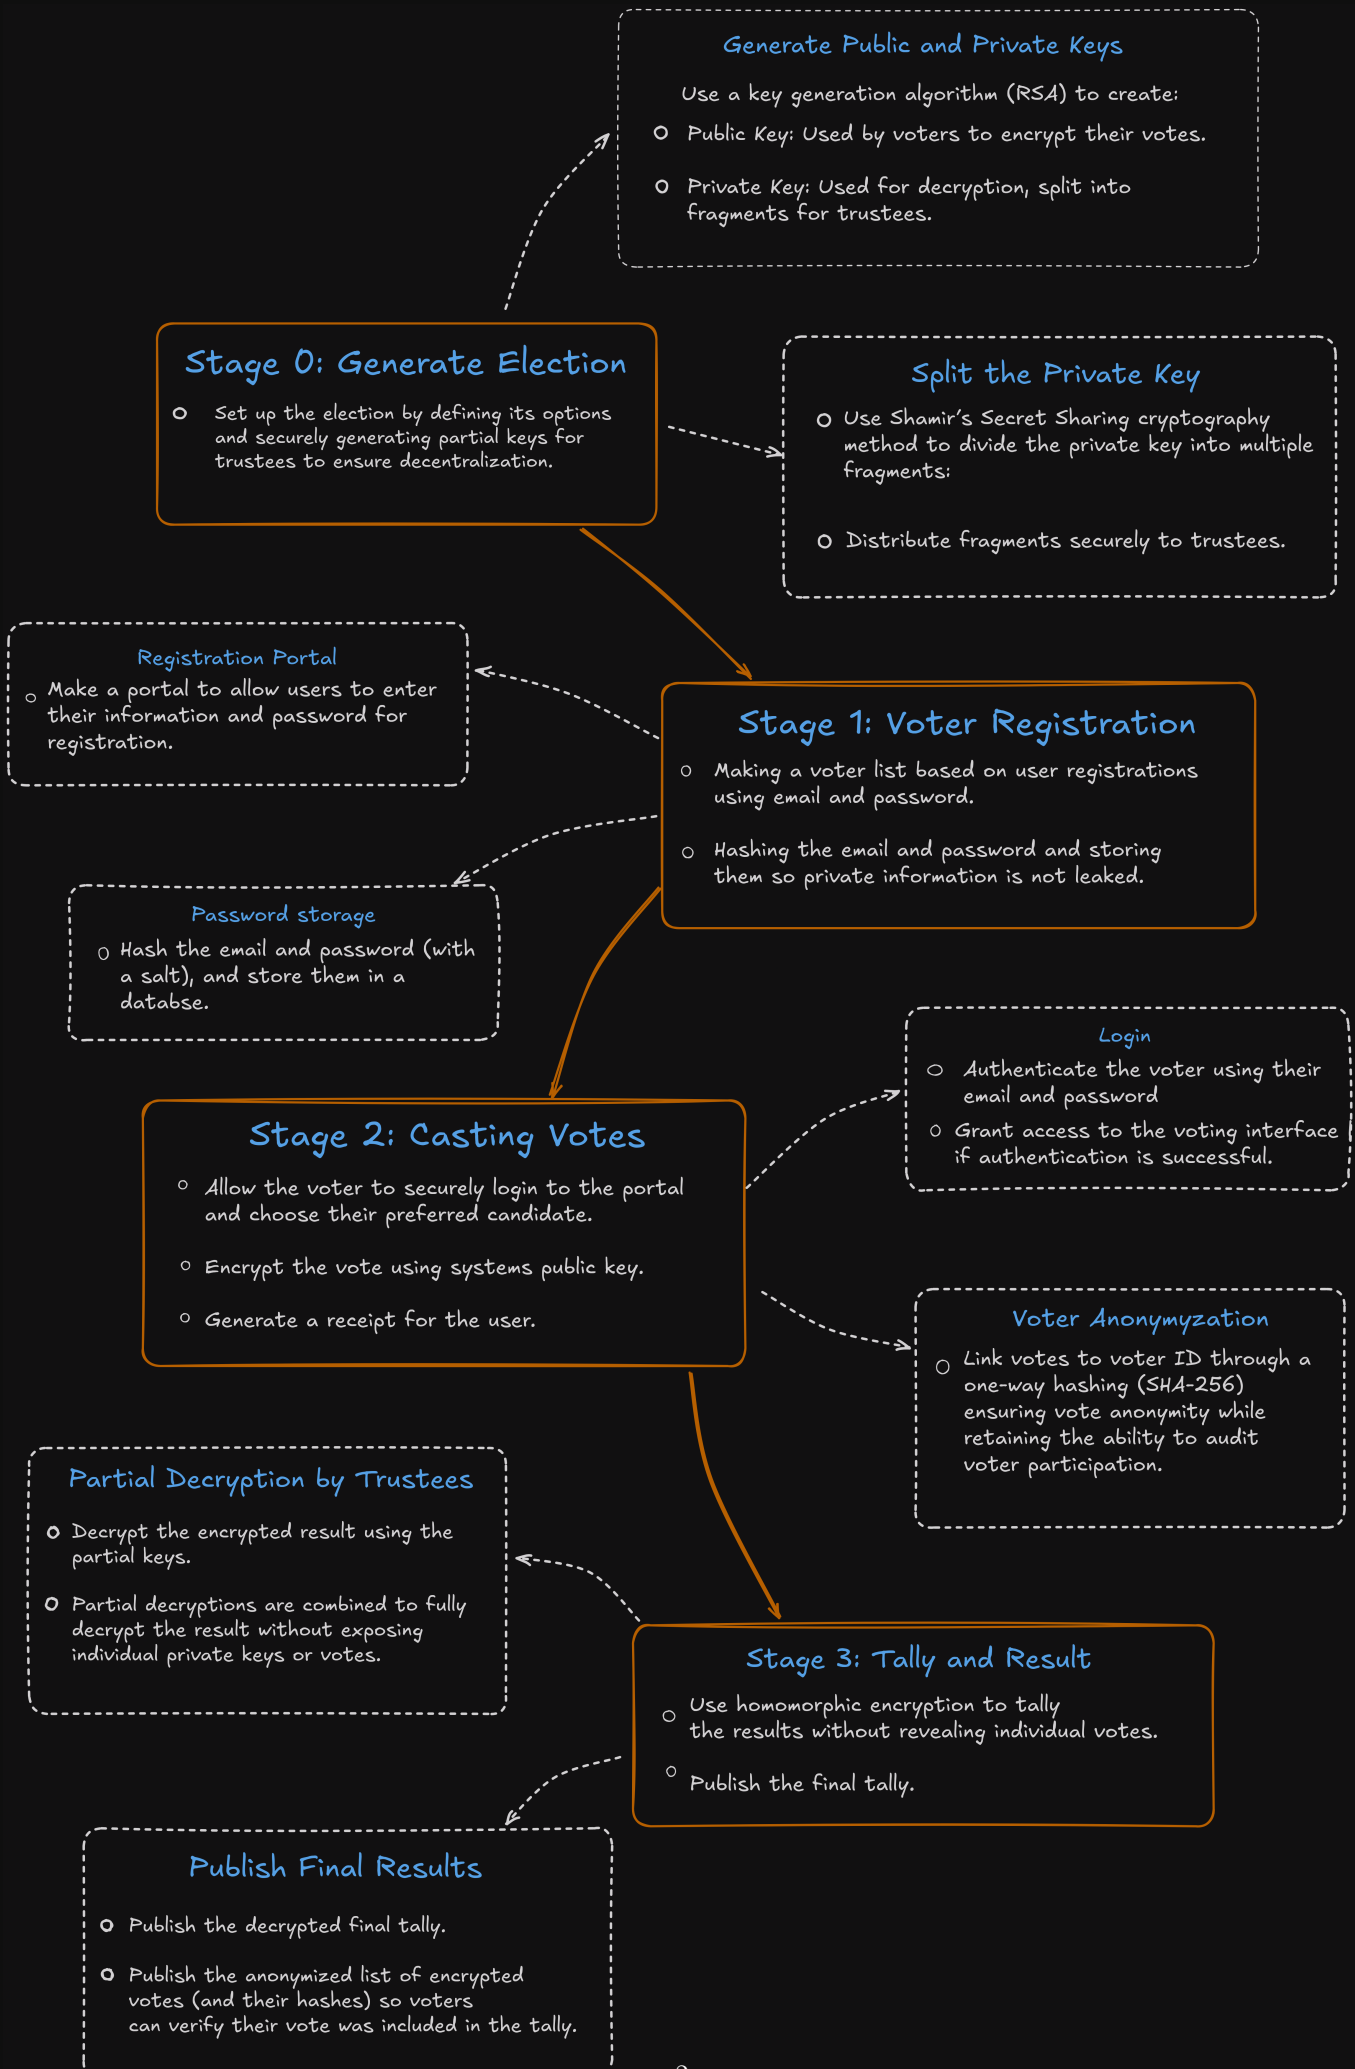 Generate Public and Private Keys
Use a key generation algorithm (RSA) to create:
Public Key: Used by voters to encrypt their votes.
Private Key: Used for decryption, split into
fragments for trustees.
Stage 0: Generate Election
Set up the election by defining its options
and securely generating partial keys for
trustees to ensure decentralization.
Split the Private Key
Use Shamir's Secret Sharing cryptography
method to divide the private key into multiple
fragments:
Distribute fragments securely to trustees.
Registration Portal
Make a portal to allow users to enter
their information and password for
registration.
Stage 1: Voter Registration
Making a voter list based on user registrations
using email and password.
Hashing the email and password and storing
them so private information is not leaked.
Password storage
Hash the email and password (with
a salt), and store them in a
databse.
Login
Authenticate the voter using their
email and password
Grant access to the voting interface
if authentication is successful.
Stage 2: Casting Votes
Allow the voter to securely login to the portal
and choose their preferred candidate.
Encrypt the vote using systems public key.
Generate a receipt for the user.
Voter Anonymyzation
Link votes to voter ID through a
one-way hashing (SHA-256)
ensuring vote anonymity while
retaining the ability to audit
voter participation.
Partial Decryption by Trustees
Decrypt the encrypted result using the
partial keys.
Partial decryptions are combined to fully
decrypt the result without exposing
individual private keys or votes.
Stage 3: Tally and Result
Use homomorphic encryption to tally
the results without revealing individual votes.
Publish the final tally.
Publish Final Results
Publish the decrypted final tally.
Publish the anonymized list of encrypted
votes (and their hashes) so voters
can verify their vote was included in the tally.